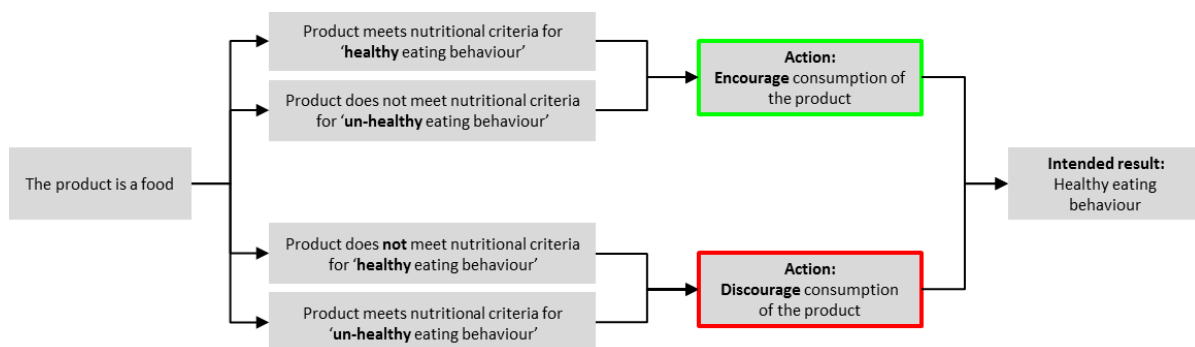 The product is a food
Product meets nutritional criteria for
‘healthy eating behaviour’
Product does not meet nutritional criteria
for ‘un-healthy eating behaviour’
Product does not meet nutritional criteria
for ‘healthy eating behaviour’
Product meets nutritional criteria for
‘un-healthy eating behaviour’
Action:
Encourage consumption of
the product
Action:
Discourage consumption
of the product
Intended result:
Healthy eating
behaviour